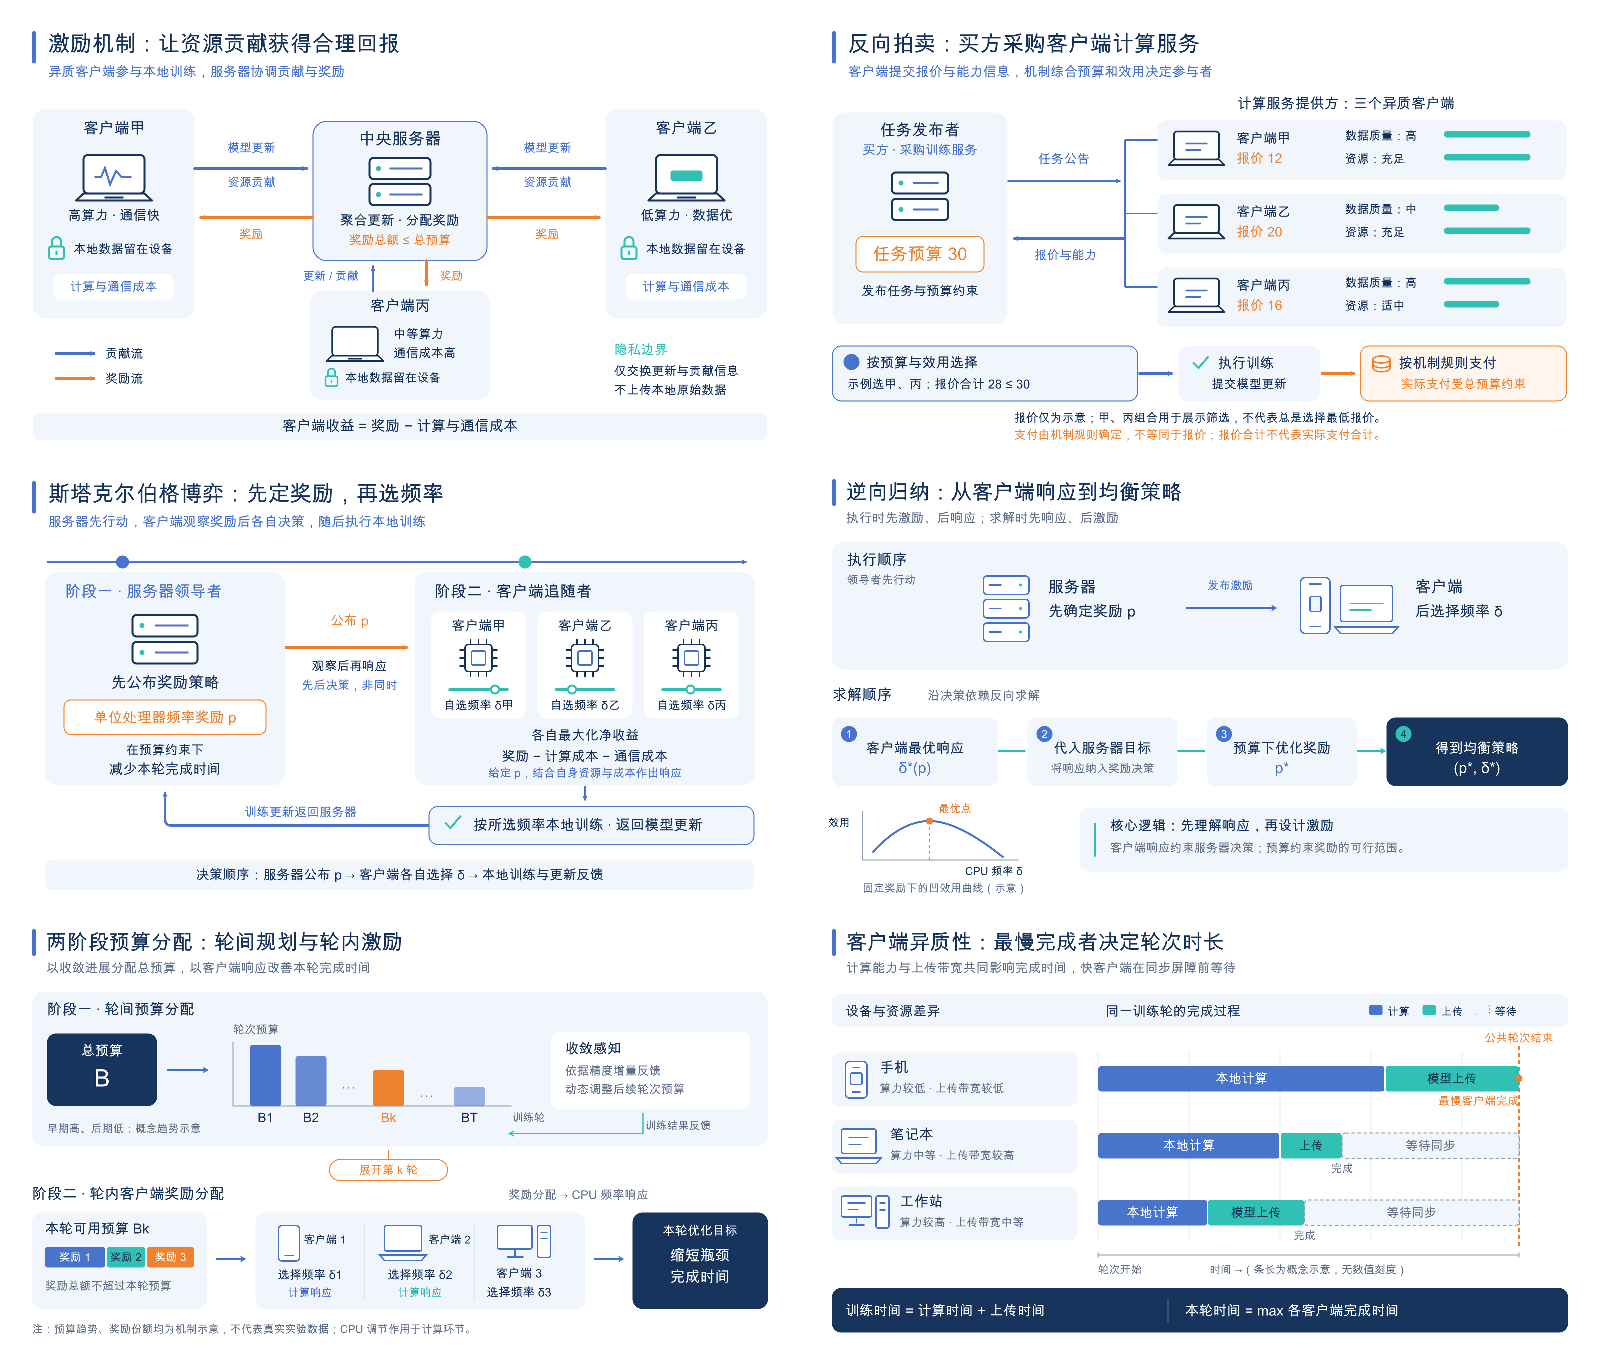 激励机制：让资源贡献获得合理回报
异质客户端参与本地训练，服务器协调贡献与奖励
客户端甲
高算力 · 通信快
本地数据留在设备
计算与通信成本
模型更新
资源贡献
奖励
中央服务器
聚合更新 · 分配奖励
奖励总额 ≤ 总预算
模型更新
资源贡献
奖励
客户端乙
低算力 · 数据优
本地数据留在设备
计算与通信成本
更新 / 贡献
奖励
客户端丙
中等算力
通信成本高
本地数据留在设备
贡献流
奖励流
隐私边界
仅交换更新与贡献信息
不上传本地原始数据
客户端收益 = 奖励 − 计算与通信成本
反向拍卖：买方采购客户端计算服务
客户端提交报价与能力信息，机制综合预算和效用决定参与者
任务发布者
买方 · 采购训练服务
任务预算 30
发布任务与预算约束
任务公告
报价与能力
计算服务提供方：三个异质客户端
客户端甲
报价 12
数据质量：高
资源：充足
客户端乙
报价 20
数据质量：中
资源：充足
客户端丙
报价 16
数据质量：高
资源：适中
按预算与效用选择
示例选甲、丙；报价合计 28 ≤ 30
执行训练
提交模型更新
按机制规则支付
实际支付受总预算约束
报价仅为示意；甲、丙组合用于展示筛选，不代表总是选择最低报价。
支付由机制规则确定，不等同于报价；报价合计不代表实际支付合计。
斯塔克尔伯格博弈：先定奖励，再选频率
服务器先行动，客户端观察奖励后各自决策，随后执行本地训练
阶段一 · 服务器领导者
先公布奖励策略
单位处理器频率奖励 p
在预算约束下
减少本轮完成时间
公布 p
观察后再响应
先后决策，非同时
阶段二 · 客户端追随者
客户端甲
自选频率 δ甲
客户端乙
自选频率 δ乙
客户端丙
自选频率 δ丙
各自最大化净收益
奖励 − 计算成本 − 通信成本
给定 p，结合自身资源与成本作出响应
训练更新返回服务器
按所选频率本地训练 · 返回模型更新
决策顺序：服务器公布 p → 客户端各自选择 δ → 本地训练与更新反馈
逆向归纳：从客户端响应到均衡策略
执行时先激励、后响应；求解时先响应、后激励
执行顺序
领导者先行动
服务器
先确定奖励 p
发布激励
客户端
后选择频率 δ
求解顺序
沿决策依赖反向求解
1
客户端最优响应
δ*(p)
2
代入服务器目标
将响应纳入奖励决策
3
预算下优化奖励
p*
4
得到均衡策略
(p*, δ*)
效用
最优点
CPU 频率 δ
固定奖励下的凹效用曲线（示意）
核心逻辑：先理解响应，再设计激励
客户端响应约束服务器决策；预算约束奖励的可行范围。
两阶段预算分配：轮间规划与轮内激励
以收敛进展分配总预算，以客户端响应改善本轮完成时间
阶段一 · 轮间预算分配
总预算
B
早期高、后期低：概念趋势示意
轮次预算
…
…
B1
B2
Bk
BT
训练轮
收敛感知
依据精度增量反馈
动态调整后续轮次预算
训练结果反馈
展开第 k 轮
阶段二 · 轮内客户端奖励分配
奖励分配 → CPU 频率响应
本轮可用预算 Bk
奖励 1
奖励 2
奖励 3
奖励总额不超过本轮预算
客户端 1
选择频率 δ1
计算响应
客户端 2
选择频率 δ2
计算响应
客户端 3
选择频率 δ3
本轮优化目标
缩短瓶颈
完成时间
注：预算趋势、奖励份额均为机制示意，不代表真实实验数据；CPU 调节作用于计算环节。
客户端异质性：最慢完成者决定轮次时长
计算能力与上传带宽共同影响完成时间，快客户端在同步屏障前等待
设备与资源差异
同一训练轮的完成过程
计算
上传
等待
公共轮次结束
手机
算力较低 · 上传带宽较低
本地计算
模型上传
最慢客户端完成
笔记本
算力中等 · 上传带宽较高
本地计算
上传
等待同步
完成
工作站
算力较高 · 上传带宽中等
本地计算
模型上传
等待同步
完成
轮次开始
时间 →（条长为概念示意，无数值刻度）
训练时间 = 计算时间 + 上传时间
本轮时间 = max 各客户端完成时间